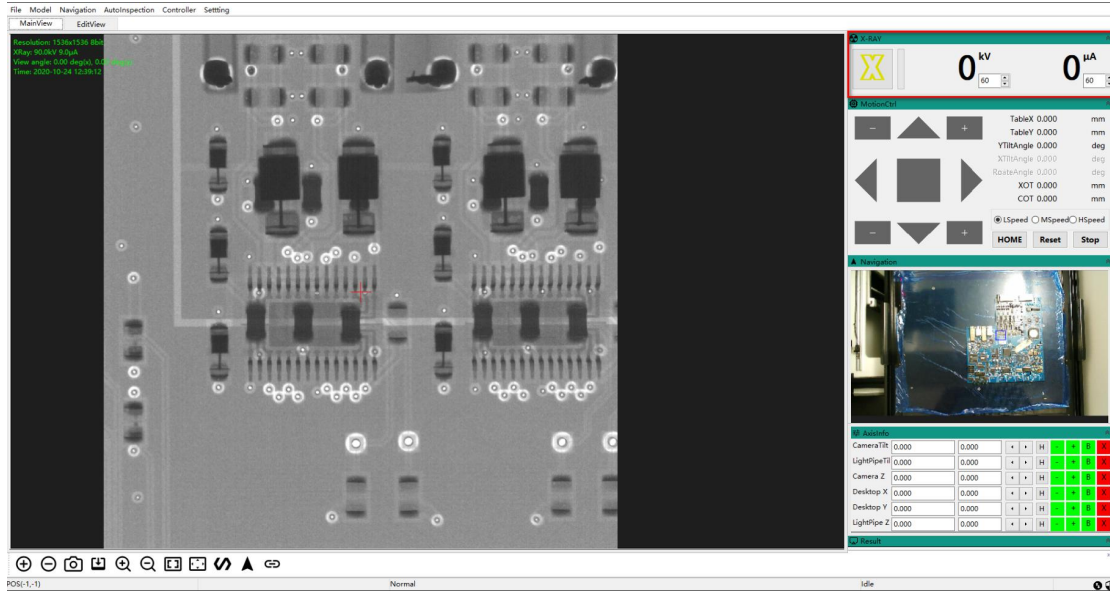 File Model Navigation AutoInspection Controller Settting
MainView EditView
Resolution: 1536x1536 8bit
XRay: 90.0kV 9.0μA
View angle: 0.00 deg(x), 0.0
Time: 2020-10-24 12:39:12
X-RAY
0 kV 60 0 μA 60
MotionCtrl
TableX 0.000 mm
TableY 0.000 mm
YTiltAngle 0.000 deg
XTiltAngle 0.000 deg
RouteAngle 0.000 deg
XOT 0.000 mm
COT 0.000 mm
LSpeed MSpeed HSpeed
HOME Reset Stop
Navigation
AxisInfo
CameraTilt 0.000 0.000 H - + B X
LightPipeTil 0.000 0.000 H - + B X
Camera Z 0.000 0.000 H - + B X
Desktop X 0.000 0.000 H - + B X
Desktop Y 0.000 0.000 H - + B X
LightPipe Z 0.000 0.000 H - + B X
Result
POS(-1,-1) Normal Idle